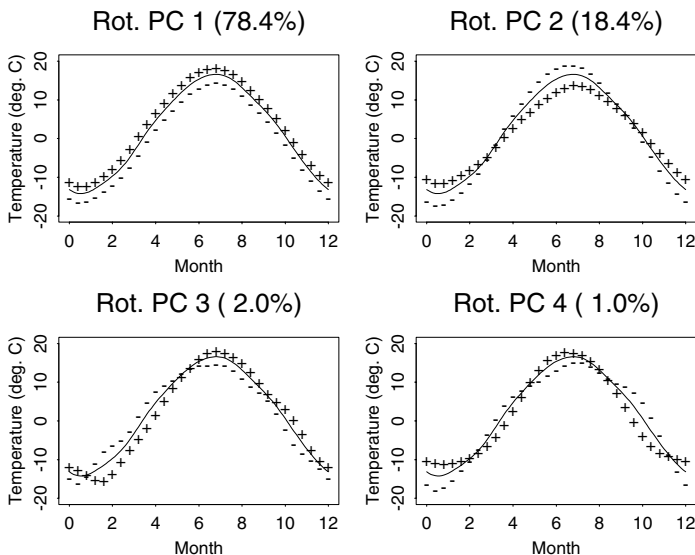 Rot. PC 1 (78.4%)
Temperature (deg. C)
20
10
0
-10
-20
0 2 4 6 8 10 12
Month
Rot. PC 2 (18.4%)
Temperature (deg. C)
20
10
0
-10
-20
0 2 4 6 8 10 12
Month
Rot. PC 3 ( 2.0%)
Temperature (deg. C)
20
10
0
-10
-20
0 2 4 6 8 10 12
Month
Rot. PC 4 ( 1.0%)
Temperature (deg. C)
20
10
0
-10
-20
0 2 4 6 8 10 12
Month